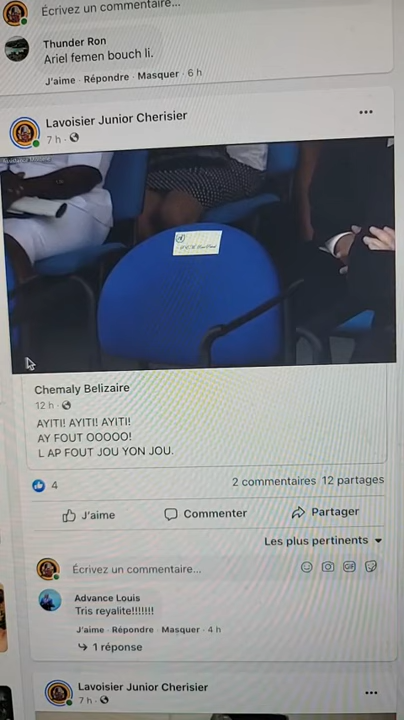 Écrivez un commentaire...
Thunder Ron
Ariel femen bouch li.
J'aime · Répondre · Masquer · 6 h
Lavoisier Junior Cherisier
7 h ·
Chemaly Belizaire
12 h ·
AYITI! AYITI! AYITI!
AY FOUT OOOOO!
L AP FOUT JOU YON JOU.
4
2 commentaires 12 partages
J'aime
Commenter
Partager
Les plus pertinents
Écrivez un commentaire...
GIF
Advance Louis
Tris reyalite!!!!!!!
J'aime · Répondre · Masquer · 4 h
1 réponse
Lavoisier Junior Cherisier
7 h ·